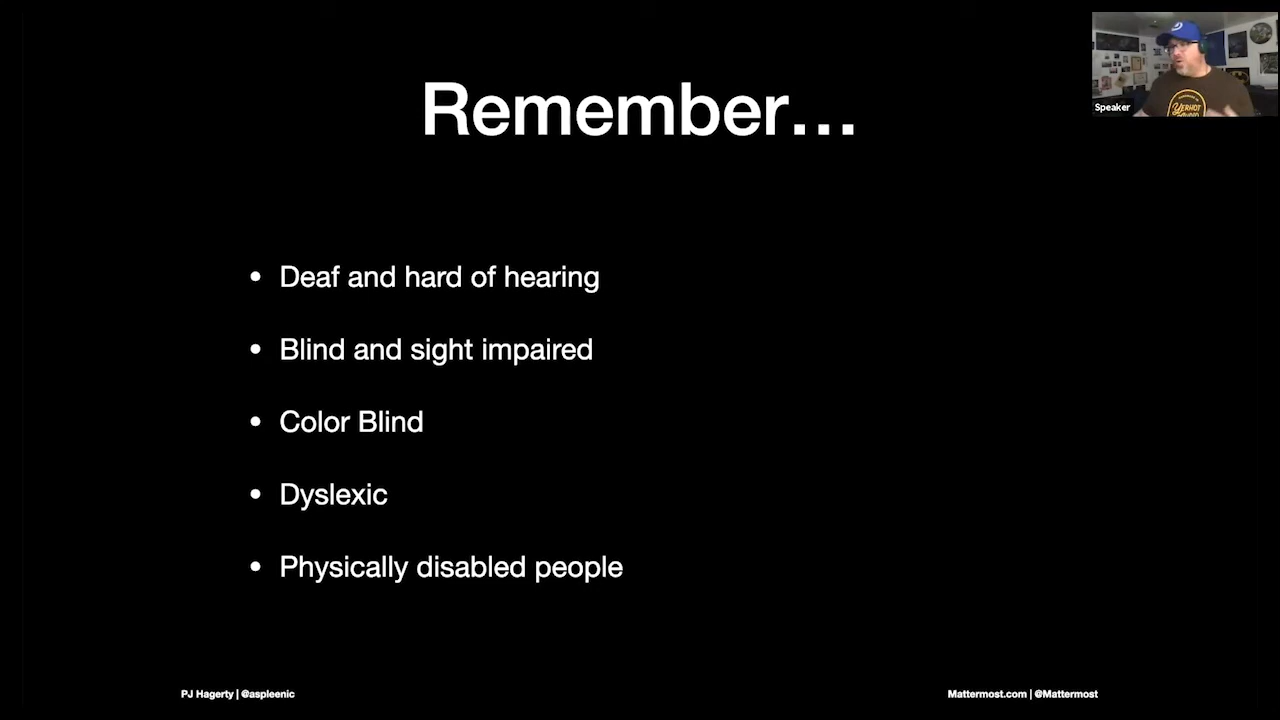 Remember...
Speaker
• Deaf and hard of hearing
• Blind and sight impaired
• Color Blind
• Dyslexic
• Physically disabled people
PJ Hagerty | @aspleenic
Mattermost.com | @Mattermost